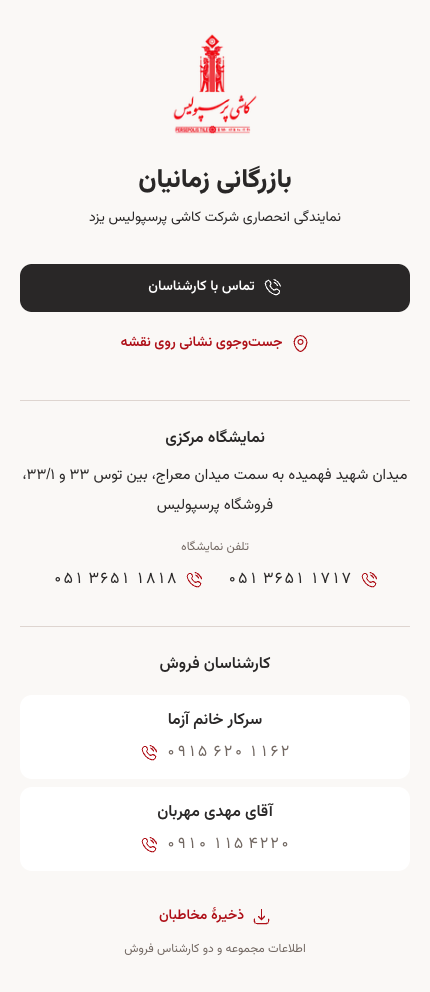 کاشی پرسپولیس
PERSEPOLIS TILE
بازرگانی زمانیان
نمایندگی انحصاری شرکت کاشی پرسپولیس یزد
تماس با کارشناسان
جست‌وجوی نشانی روی نقشه
نمایشگاه مرکزی
میدان شهید فهمیده به سمت میدان معراج، بین توس ۳۳ و ۳۳/۱،
فروشگاه پرسپولیس
تلفن نمایشگاه
۰۵۱ ۳۶۵۱ ۱۷۱۷
۰۵۱ ۳۶۵۱ ۱۸۱۸
کارشناسان فروش
سرکار خانم آزما
۰۹۱۵ ۶۲۰ ۱۱۶۲
آقای مهدی مهربان
۰۹۱۰ ۱۱۵ ۴۲۲۰
ذخیرهٔ مخاطبان
اطلاعات مجموعه و دو کارشناس فروش